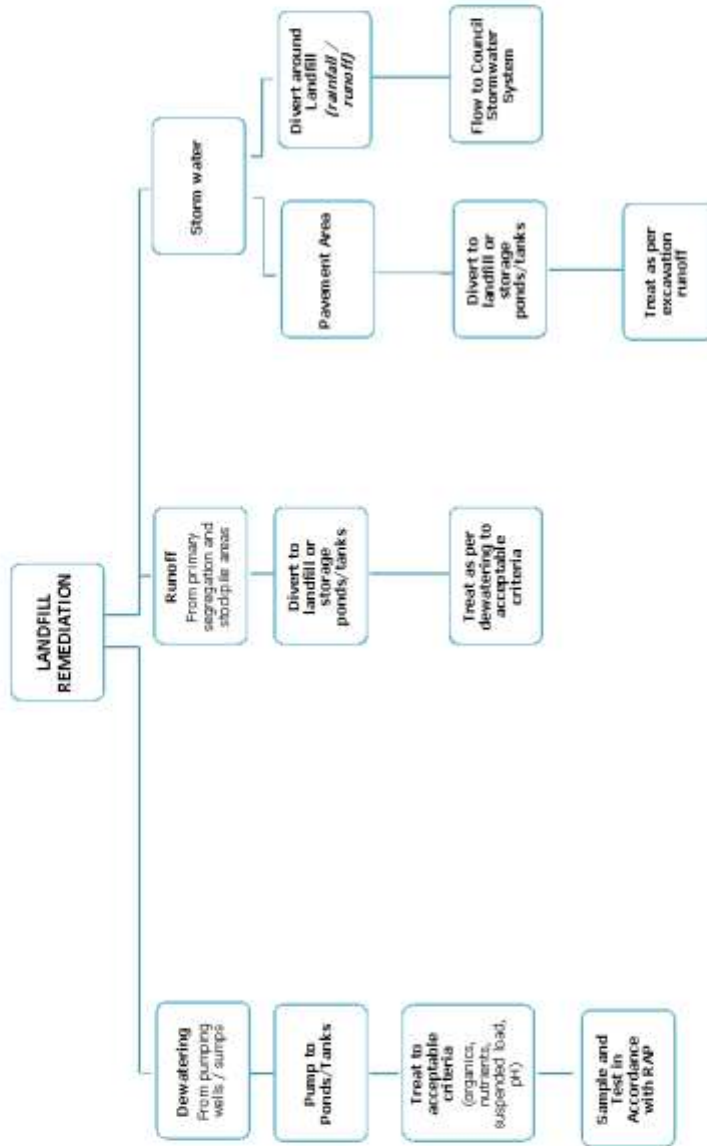 LANDFILL
REMEDIATION
Dewatering
From pumping
wells / sumps
Pump to
Ponds/Tanks
Treat to
acceptable
criteria
(organics,
nutrients,
suspended load,
pH)
Sample and
Test in
Accordance
with RAP
Runoff
From primary
segregation and
stockpile areas
Divert to
landfill or
storage
ponds/tanks
Treat as per
dewatering to
acceptable
criteria
Storm water
Pavement Area
Divert to
landfill or
storage
ponds/tanks
Treat as per
excavation
runoff
Divert around
Landfill
(rainfall /
runoff)
Flow to Council
Stormwater
System